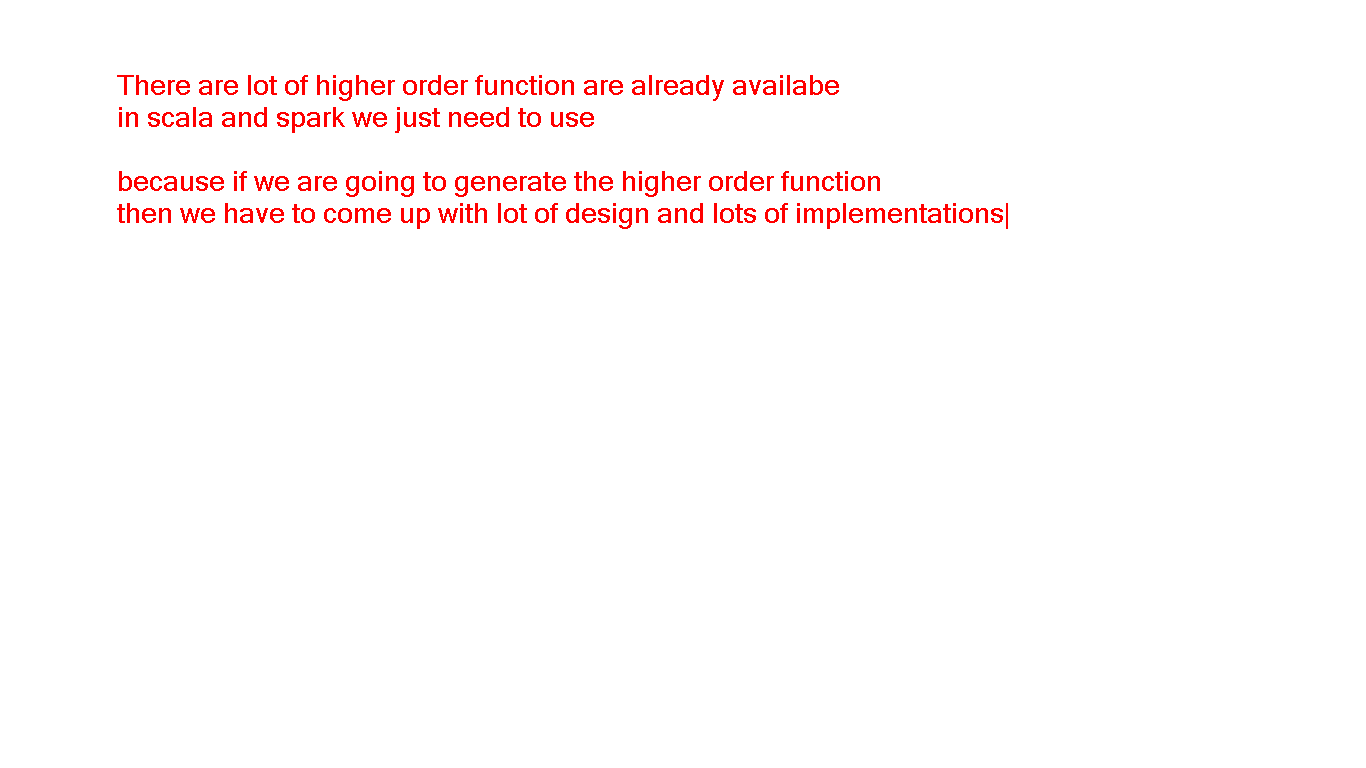 There are lot of higher order function are already availabe
in scala and spark we just need to use
because if we are going to generate the higher order function
then we have to come up with lot of design and lots of implementations